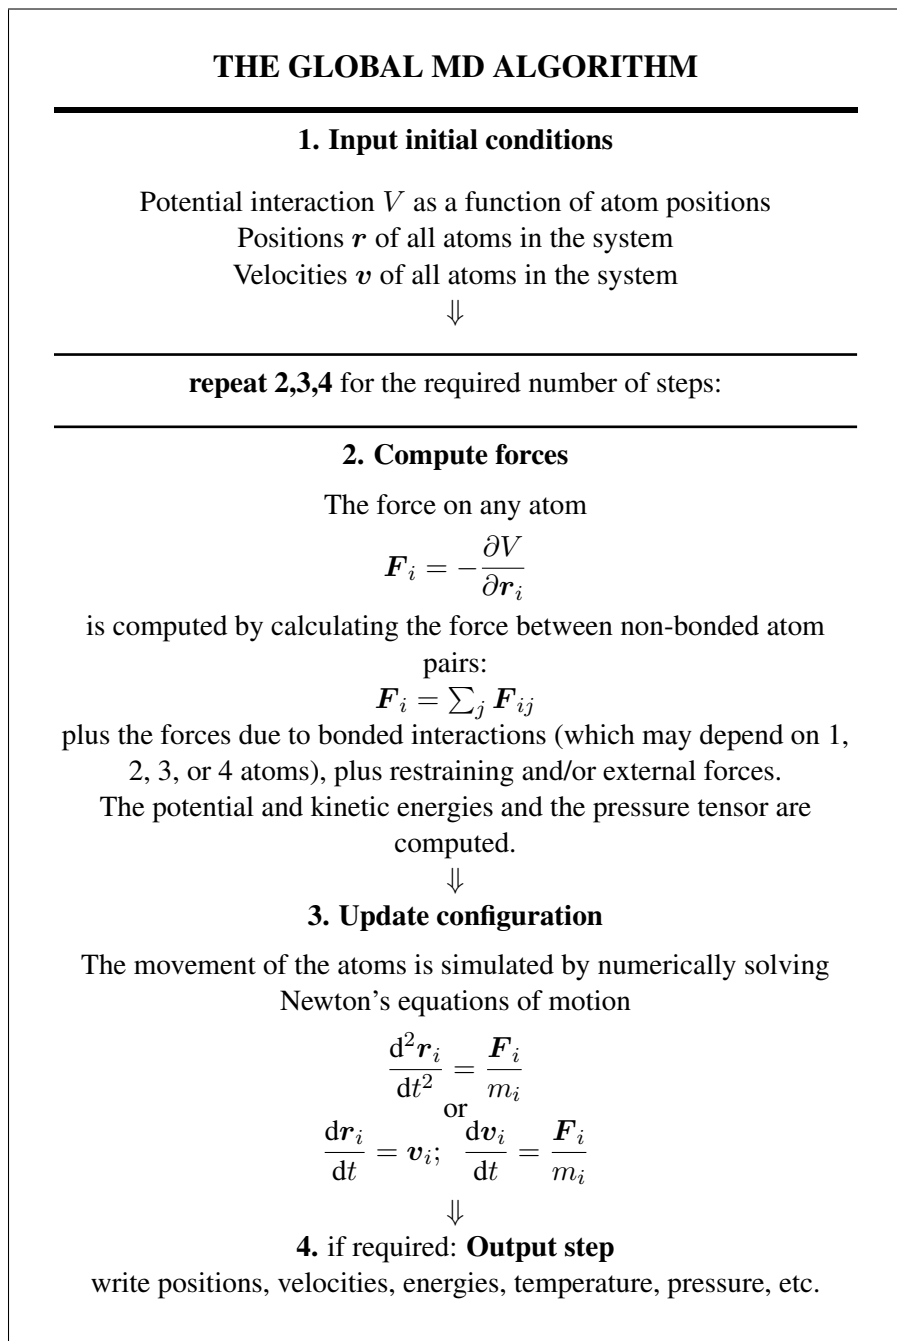 THE GLOBAL MD ALGORITHM
1. Input initial conditions
Potential interaction V as a function of atom positions
Positions r of all atoms in the system
Velocities v of all atoms in the system
⇓
repeat 2,3,4 for the required number of steps:
2. Compute forces
The force on any atom
F_i = −∂V/∂r_i
is computed by calculating the force between non-bonded atom
pairs:
F_i = ∑_j F_ij
plus the forces due to bonded interactions (which may depend on 1,
2, 3, or 4 atoms), plus restraining and/or external forces.
The potential and kinetic energies and the pressure tensor are
computed.
⇓
3. Update configuration
The movement of the atoms is simulated by numerically solving
Newton's equations of motion
d²r_i/dt² = F_i/m_i
or
dr_i/dt = v_i; dv_i/dt = F_i/m_i
⇓
4. if required: Output step
write positions, velocities, energies, temperature, pressure, etc.